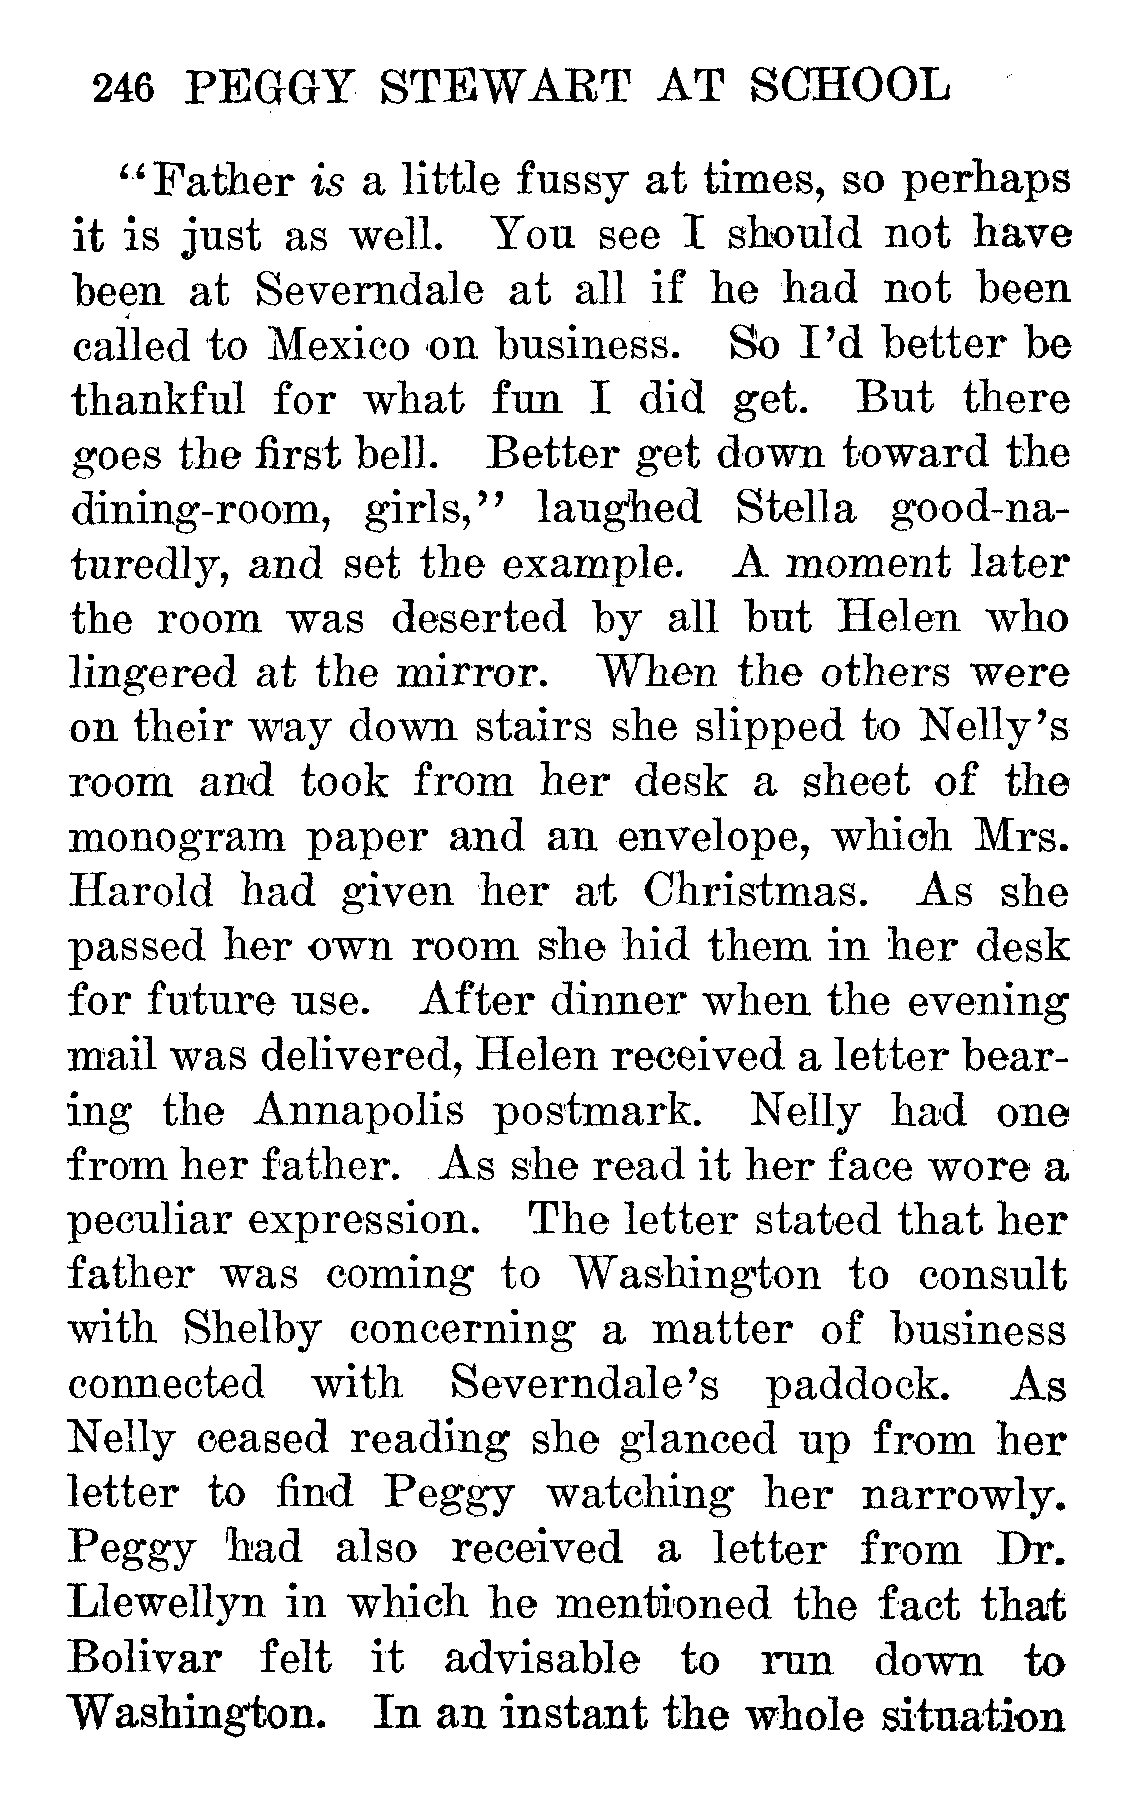 246 PEGGY STEWART AT SCHOOL
“Father is a little fussy at times, so perhaps
it is just as well. You see I should not have
been at Severndale at all if he had not been
called to Mexico on business. So I’d better be
thankful for what fun I did get. But there
goes the first bell. Better get down toward the
dining-room, girls,” laughed Stella good-na-
turedly, and set the example. A moment later
the room was deserted by all but Helen who
lingered at the mirror. When the others were
on their way down stairs she slipped to Nelly’s
room and took from her desk a sheet of the
monogram paper and an envelope, which Mrs.
Harold had given her at Christmas. As she
passed her own room she hid them in her desk
for future use. After dinner when the evening
mail was delivered, Helen received a letter bear-
ing the Annapolis postmark. Nelly had one
from her father. As she read it her face wore a
peculiar expression. The letter stated that her
father was coming to Washington to consult
with Shelby concerning a matter of business
connected with Severndale’s paddock. As
Nelly ceased reading she glanced up from her
letter to find Peggy watching her narrowly.
Peggy had also received a letter from Dr.
Llewellyn in which he mentioned the fact that
Bolivar felt it advisable to run down to
Washington. In an instant the whole situation